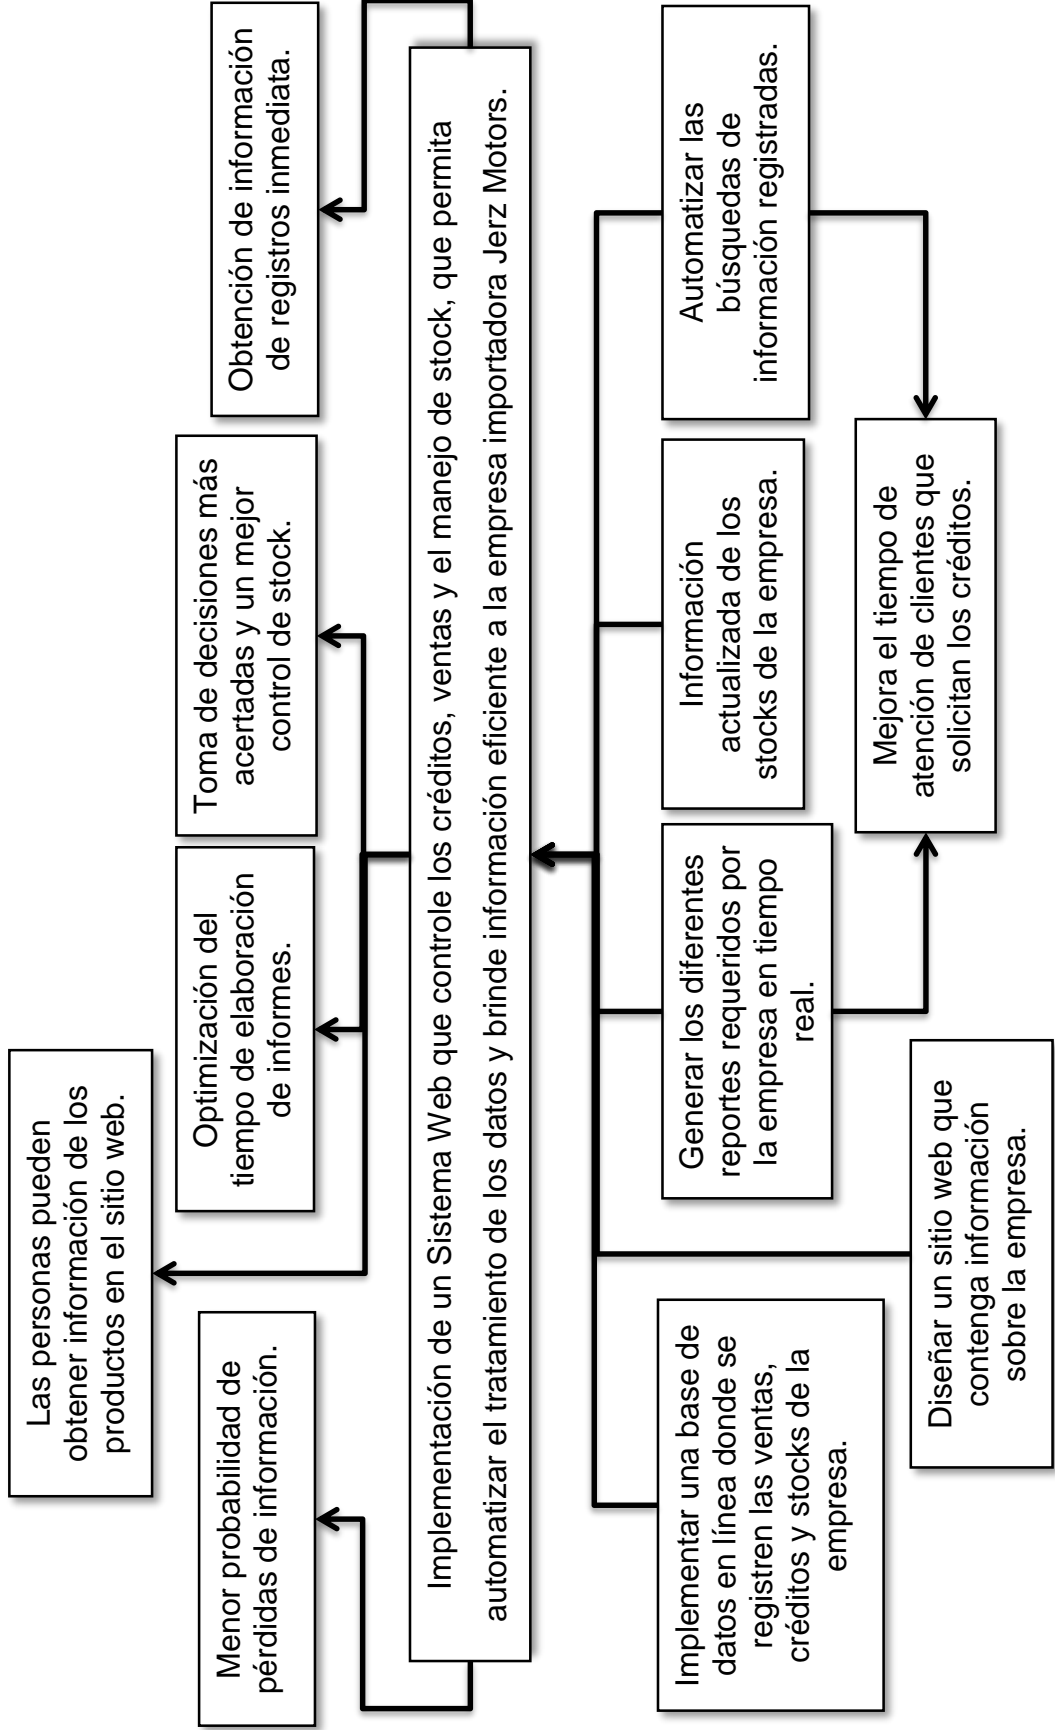 Las personas pueden
obtener información de los
productos en el sitio web.
Menor probabilidad de
pérdidas de información.
Optimización del
tiempo de elaboración
de informes.
Toma de decisiones más
acertadas y un mejor
control de stock.
Obtención de información
de registros inmediata.
Implementación de un Sistema Web que controle los créditos, ventas y el manejo de stock, que permita
automatizar el tratamiento de los datos y brinde información eficiente a la empresa importadora Jerz Motors.
Implementar una base de
datos en línea donde se
registren las ventas,
créditos y stocks de la
empresa.
Generar los diferentes
reportes requeridos por
la empresa en tiempo
real.
Información
actualizada de los
stocks de la empresa.
Automatizar las
búsquedas de
información registradas.
Diseñar un sitio web que
contenga información
sobre la empresa.
Mejora el tiempo de
atención de clientes que
solicitan los créditos.